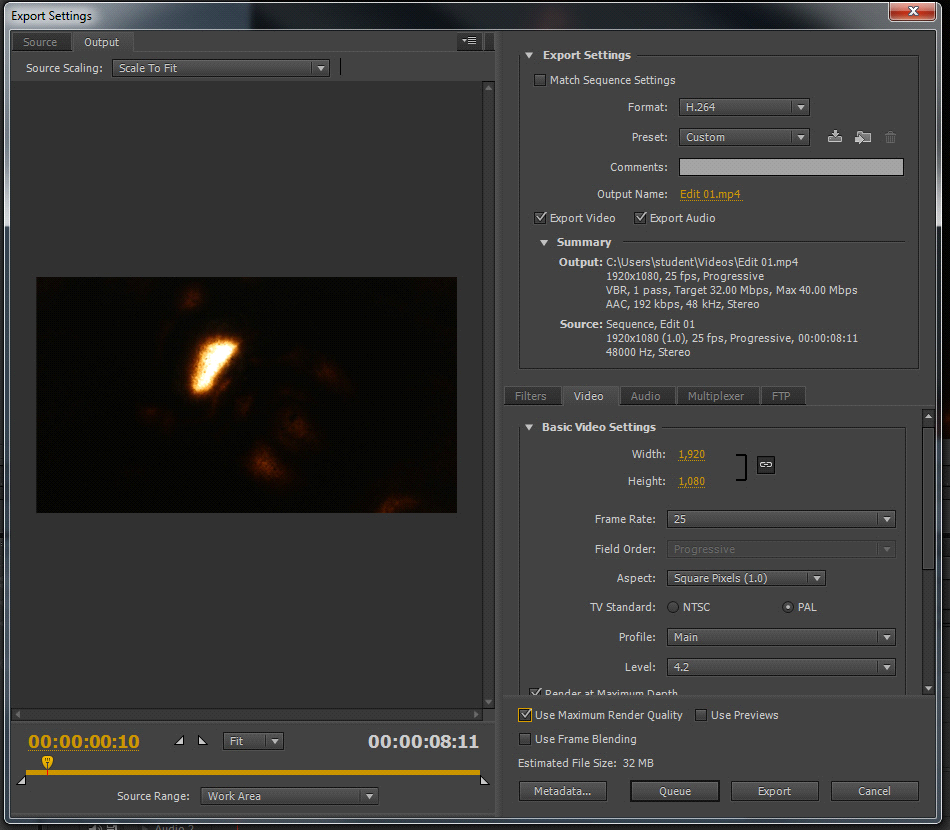 Export Settings
Source Output
Source Scaling: Scale To Fit
Export Settings
Match Sequence Settings
Format: H.264
Preset: Custom
Comments:
Output Name: Edit 01.mp4
Export Video Export Audio
Summary
Output: C:\Users\student\Videos\Edit 01.mp4
1920x1080, 25 fps, Progressive
VBR, 1 pass, Target 32.00 Mbps, Max 40.00 Mbps
AAC, 192 kbps, 48 kHz, Stereo
Source: Sequence, Edit 01
1920x1080 (1.0), 25 fps, Progressive, 00:00:08:11
48000 Hz, Stereo
Filters Video Audio Multiplexer FTP
Basic Video Settings
Width: 1,920
Height: 1,080
Frame Rate: 25
Field Order: Progressive
Aspect: Square Pixels (1.0)
TV Standard: NTSC PAL
Profile: Main
Level: 4.2
Render at Maximum Depth
Use Maximum Render Quality Use Previews
Use Frame Blending
Estimated File Size: 32 MB
Metadata... Queue Export Cancel
00:00:00:10 Fit 00:00:08:11
Source Range: Work Area
Audio 2